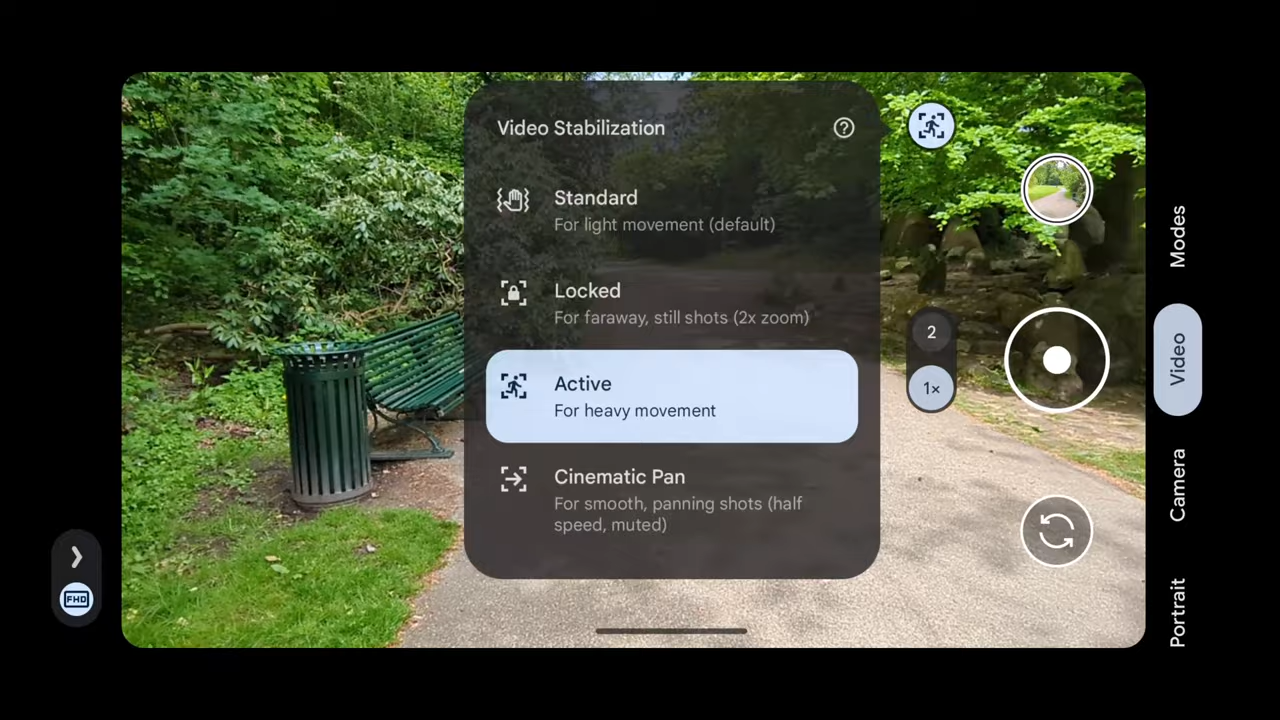 Video Stabilization
Standard
For light movement (default)
Locked
For faraway, still shots (2x zoom)
Active
For heavy movement
Cinematic Pan
For smooth, panning shots (half
speed, muted)
2
1×
FHD
Modes
Video
Camera
Portrait